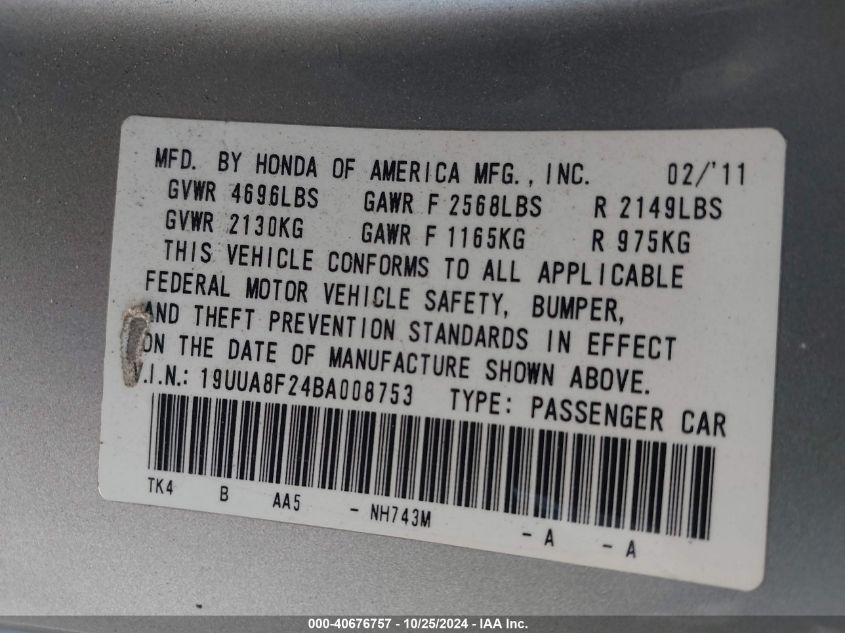 MFD. BY HONDA OF AMERICA MFG., INC. 02/'11
GVWR 4696LBS GAWR F 2568LBS R 2149LBS
GVWR 2130KG GAWR F 1165KG R 975KG
THIS VEHICLE CONFORMS TO ALL APPLICABLE
FEDERAL MOTOR VEHICLE SAFETY, BUMPER,
AND THEFT PREVENTION STANDARDS IN EFFECT
ON THE DATE OF MANUFACTURE SHOWN ABOVE.
V.I.N.: 19UUA8F24BA008753 TYPE: PASSENGER CAR
TK4 B AA5 - NH743M - A - A
000-40676757 - 10/25/2024 - IAA Inc.